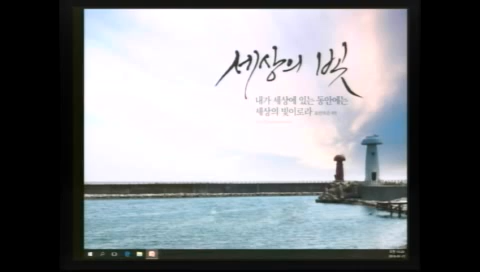 세상의 빛
내가 세상에 있는 동안에는
세상의 빛이로라